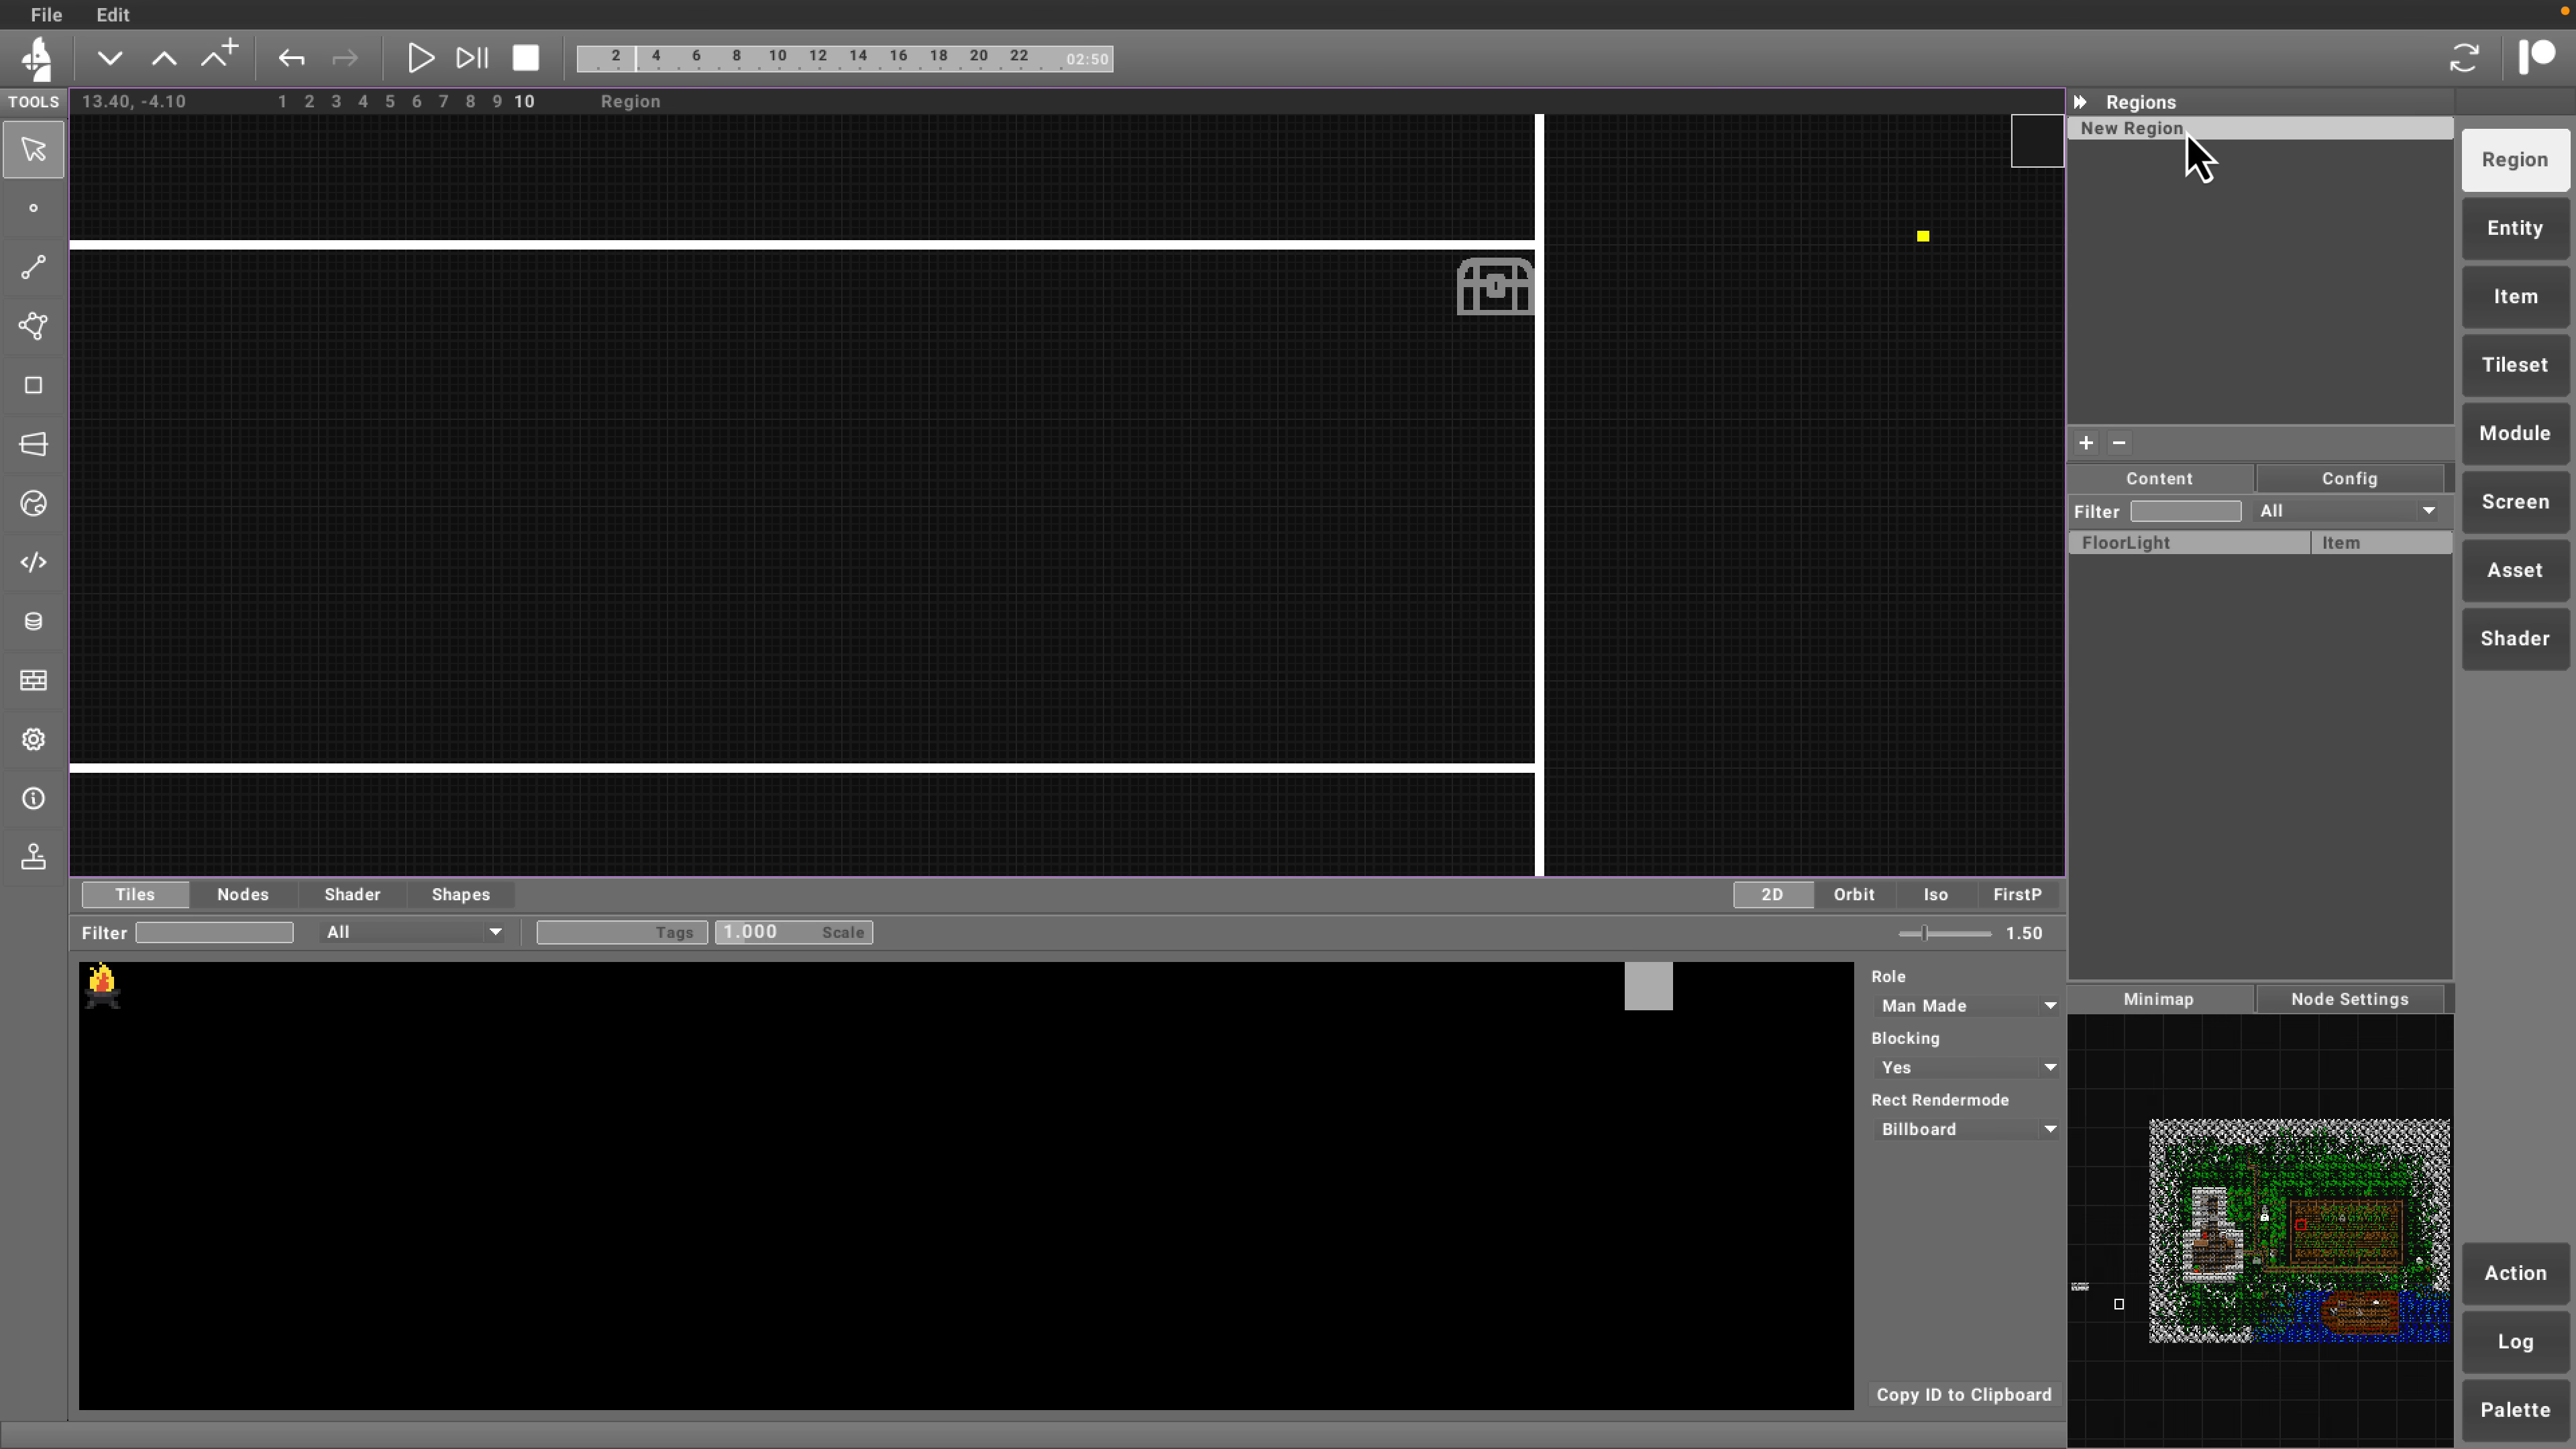 File Edit
2 4 6 8 10 12 14 16 18 20 22 02:50
TOOLS 13.40, -4.10 1 2 3 4 5 6 7 8 9 10 Region
Regions
New Region
Region
Entity
Item
Tileset
Module
Screen
Asset
Shader
+ −
Content Config
Filter All
FloorLight Item
Tiles Nodes Shader Shapes 2D Orbit Iso FirstP
Filter All Tags 1.000 Scale 1.50
Role
Man Made
Blocking
Yes
Rect Rendermode
Billboard
Copy ID to Clipboard
Minimap Node Settings
Action
Log
Palette